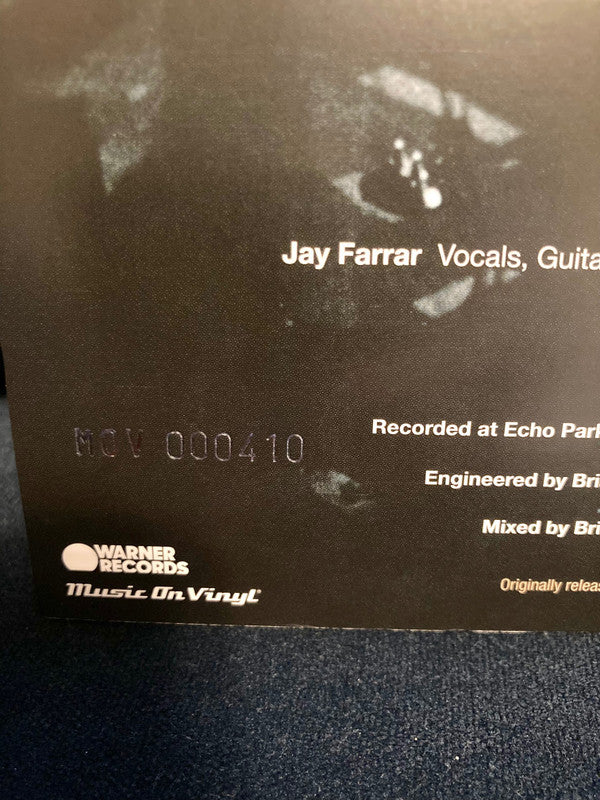 Jay Farrar Vocals, Guita
MOV 000410
Recorded at Echo Park
Engineered by Bri
Mixed by Bri
WARNER
RECORDS
Music On Vinyl
Originally releas